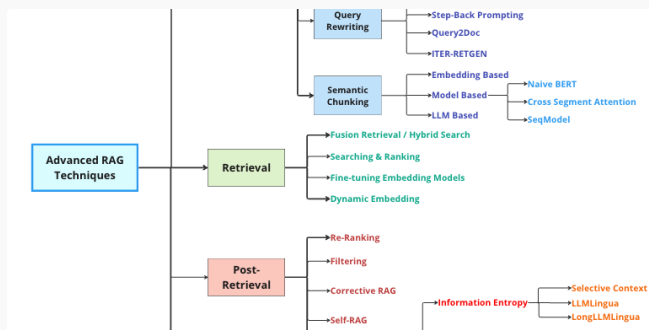 Query
Rewriting
Step-Back Prompting
Query2Doc
ITER-RETGEN
Semantic
Chunking
Embedding Based
Model Based
LLM Based
Naive BERT
Cross Segment Attention
SeqModel
Advanced RAG
Techniques
Retrieval
Fusion Retrieval / Hybrid Search
Searching & Ranking
Fine-tuning Embedding Models
Dynamic Embedding
Post-
Retrieval
Re-Ranking
Filtering
Corrective RAG
Self-RAG
Information Entropy
Selective Context
LLMLingua
LongLLMLingua